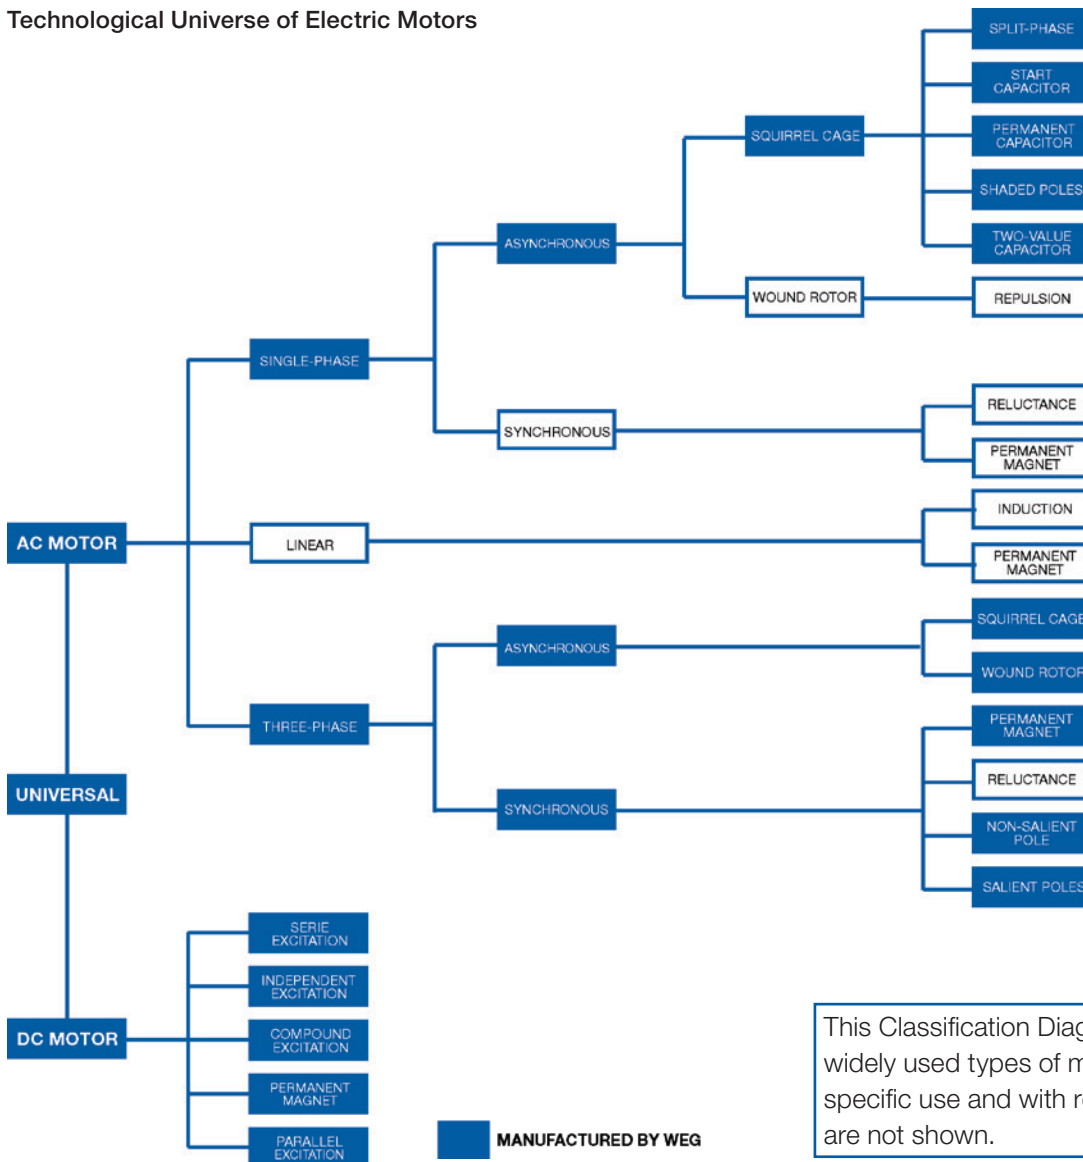 Technological Universe of Electric Motors
SPLIT-PHASE
START
CAPACITOR
SQUIRREL CAGE
PERMANENT
CAPACITOR
SHADED POLES
ASYNCHRONOUS
TWO-VALUE
CAPACITOR
WOUND ROTOR
REPULSION
SINGLE-PHASE
RELUCTANCE
SYNCHRONOUS
PERMANENT
MAGNET
INDUCTION
AC MOTOR
LINEAR
PERMANENT
MAGNET
SQUIRREL CAGE
ASYNCHRONOUS
WOUND ROTOR
THREE-PHASE
PERMANENT
MAGNET
RELUCTANCE
UNIVERSAL
SYNCHRONOUS
NON-SALIENT
POLE
SALIENT POLES
SERIE
EXCITATION
INDEPENDENT
EXCITATION
DC MOTOR
COMPOUND
EXCITATION
PERMANENT
MAGNET
PARALLEL
EXCITATION
MANUFACTURED BY WEG
This Classification Diag
widely used types of m
specific use and with r
are not shown.